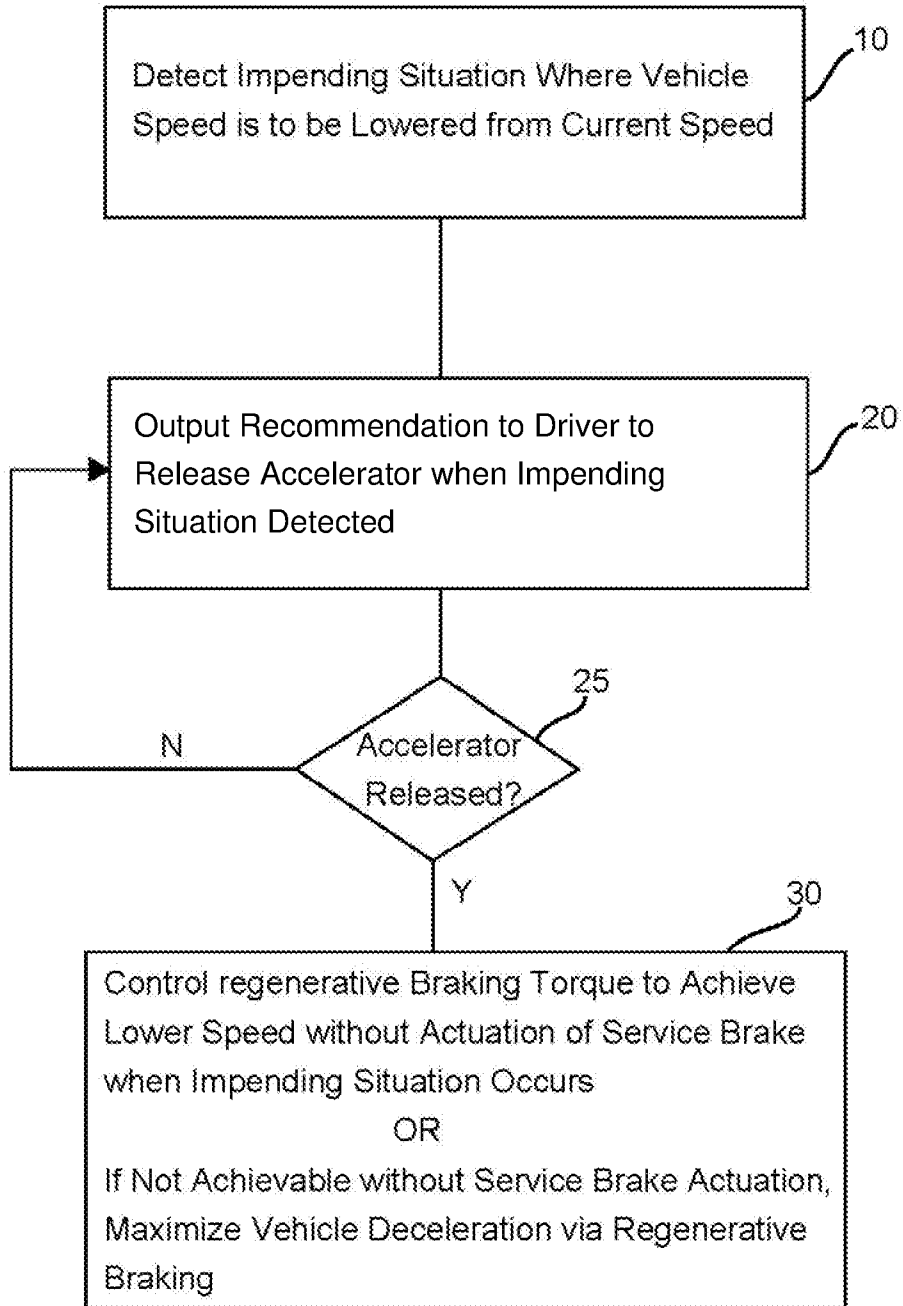 10
Detect Impending Situation Where Vehicle
Speed is to be Lowered from Current Speed
20
Output Recommendation to Driver to
Release Accelerator when Impending
Situation Detected
25
N
Accelerator
Released?
Y
30
Control regenerative Braking Torque to Achieve
Lower Speed without Actuation of Service Brake
when Impending Situation Occurs
OR
If Not Achievable without Service Brake Actuation,
Maximize Vehicle Deceleration via Regenerative
Braking